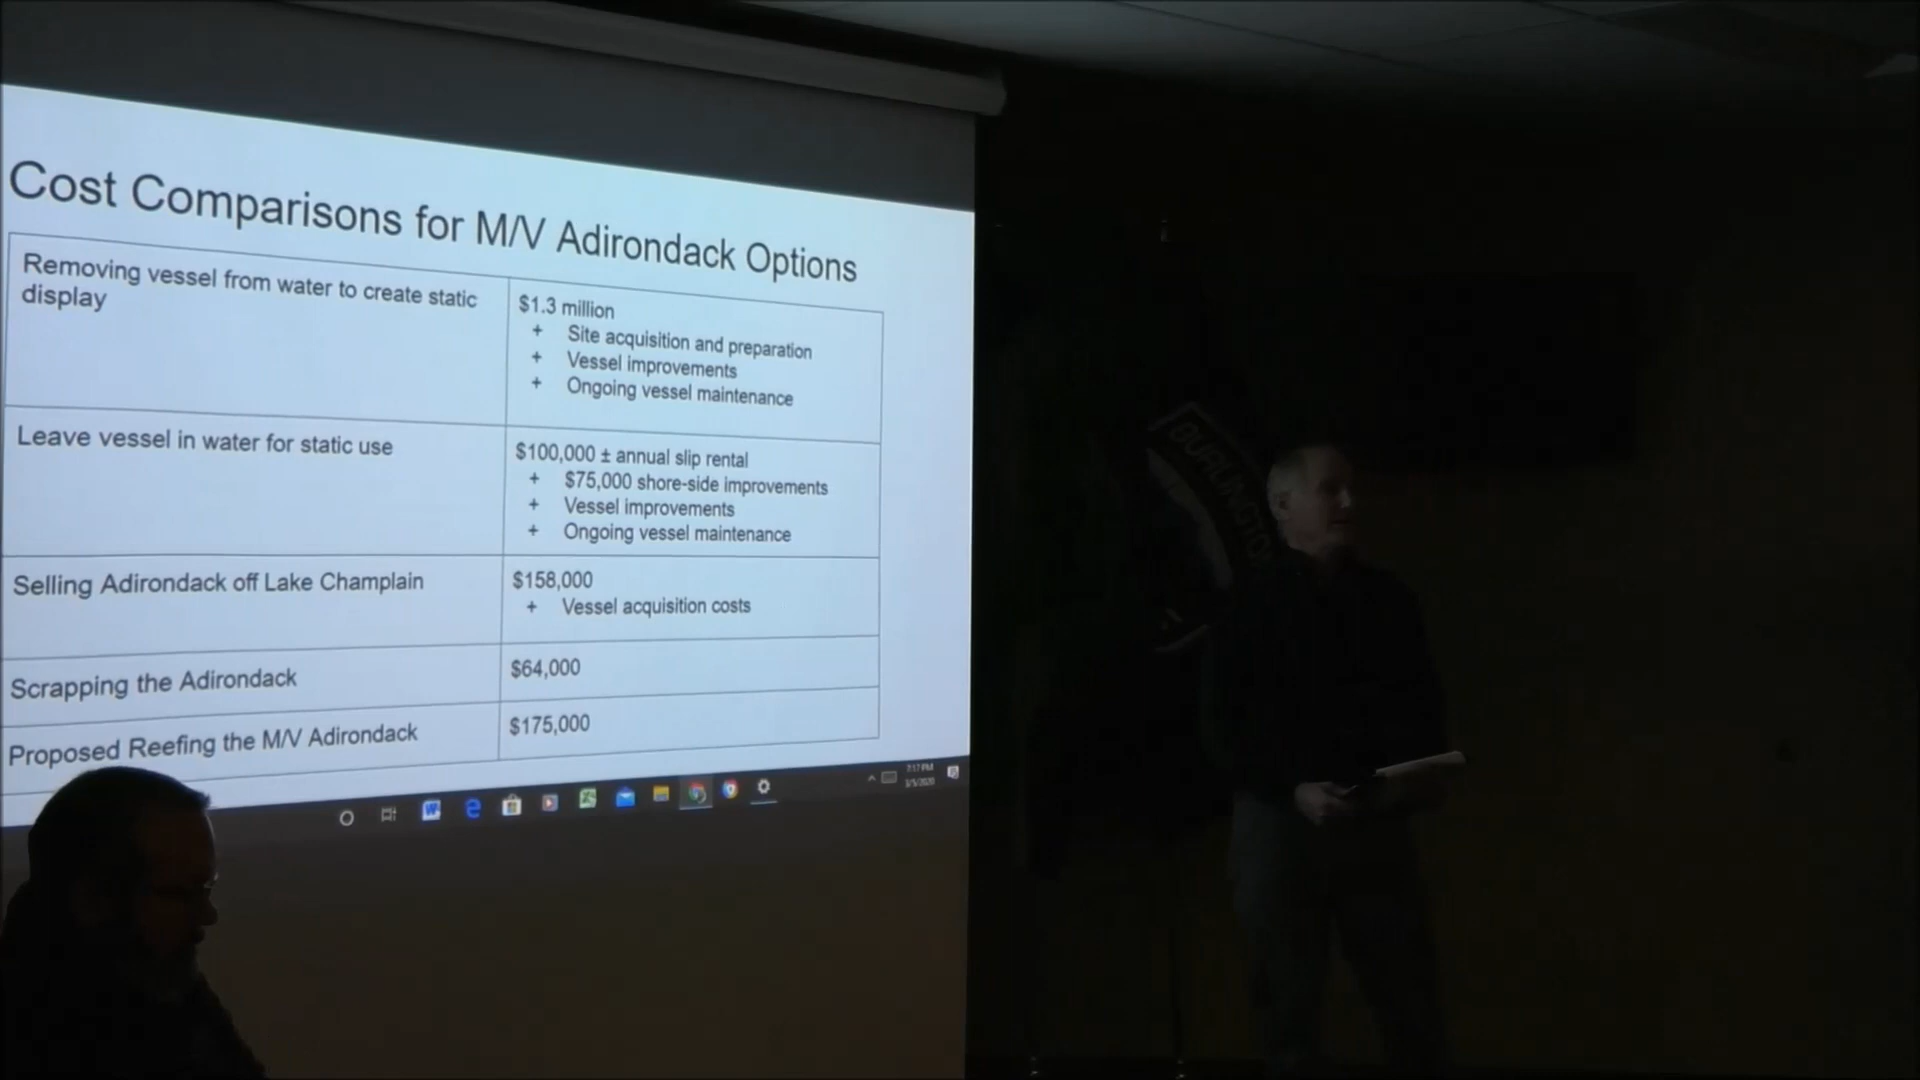 Cost Comparisons for M/V Adirondack Options
Removing vessel from water to create static
display
$1.3 million
+ Site acquisition and preparation
+ Vessel improvements
+ Ongoing vessel maintenance
Leave vessel in water for static use
$100,000 ± annual slip rental
+ $75,000 shore-side improvements
+ Vessel improvements
+ Ongoing vessel maintenance
Selling Adirondack off Lake Champlain
$158,000
+ Vessel acquisition costs
Scrapping the Adirondack
$64,000
Proposed Reefing the M/V Adirondack
$175,000
7:17 PM